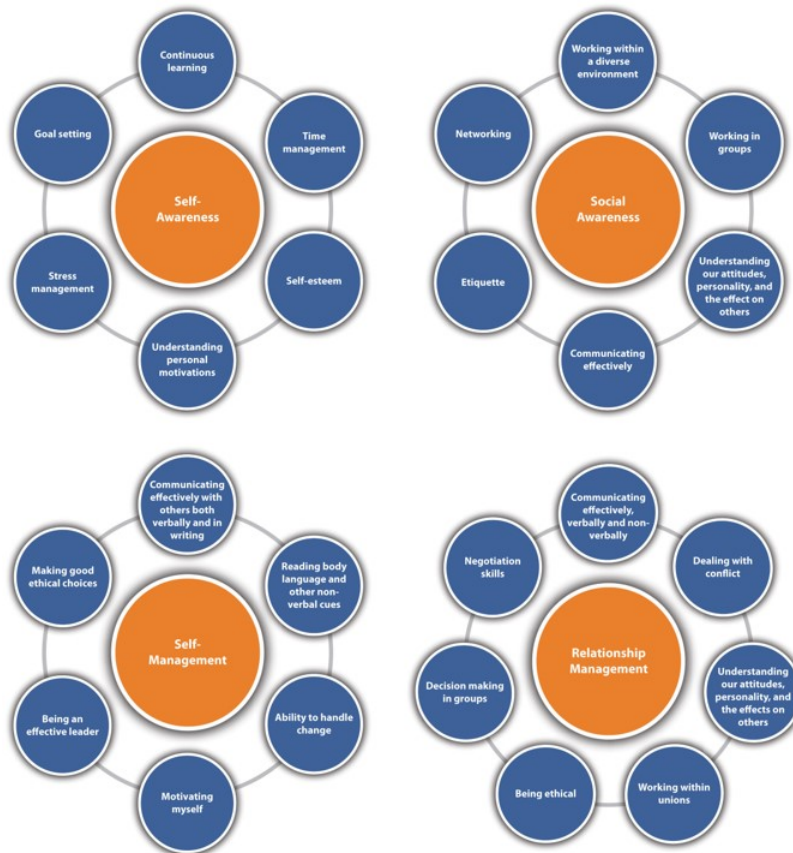 Continuous
learning
Time
management
Self-esteem
Understanding
personal
motivations
Stress
management
Goal setting
Self-
Awareness
Working within
a diverse
environment
Working in
groups
Understanding
our attitudes,
personality, and
the effect on
others
Communicating
effectively
Etiquette
Networking
Social
Awareness
Communicating
effectively with
others both
verbally and in
writing
Reading body
language and
other non-
verbal cues
Ability to handle
change
Motivating
myself
Being an
effective leader
Making good
ethical choices
Self-
Management
Communicating
effectively,
verbally and non-
verbally
Dealing with
conflict
Understanding
our attitudes,
personality, and
the effects on
others
Working within
unions
Being ethical
Decision making
in groups
Negotiation
skills
Relationship
Management